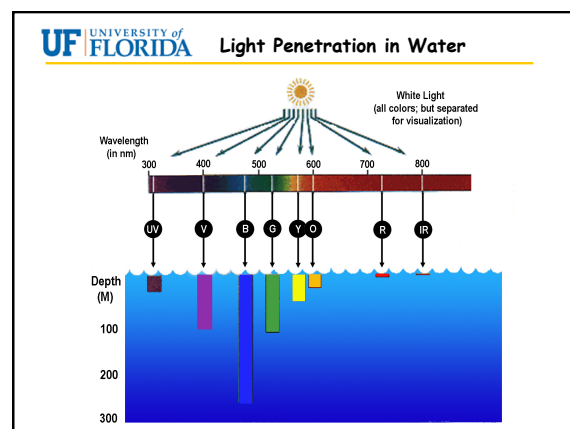 UF UNIVERSITY of
FLORIDA
Light Penetration in Water
White Light
(all colors; but separated
for visualization)
Wavelength
(in nm)
300 400 500 600 700 800
UV V B G Y O R IR
Depth
(M)
100
200
300